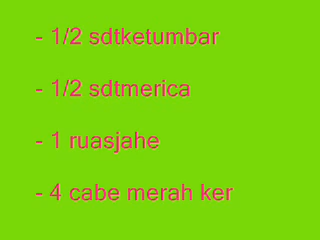 - 1/2 sdtketumbar
- 1/2 sdtmerica
- 1 ruasjahe
- 4 cabe merah ker